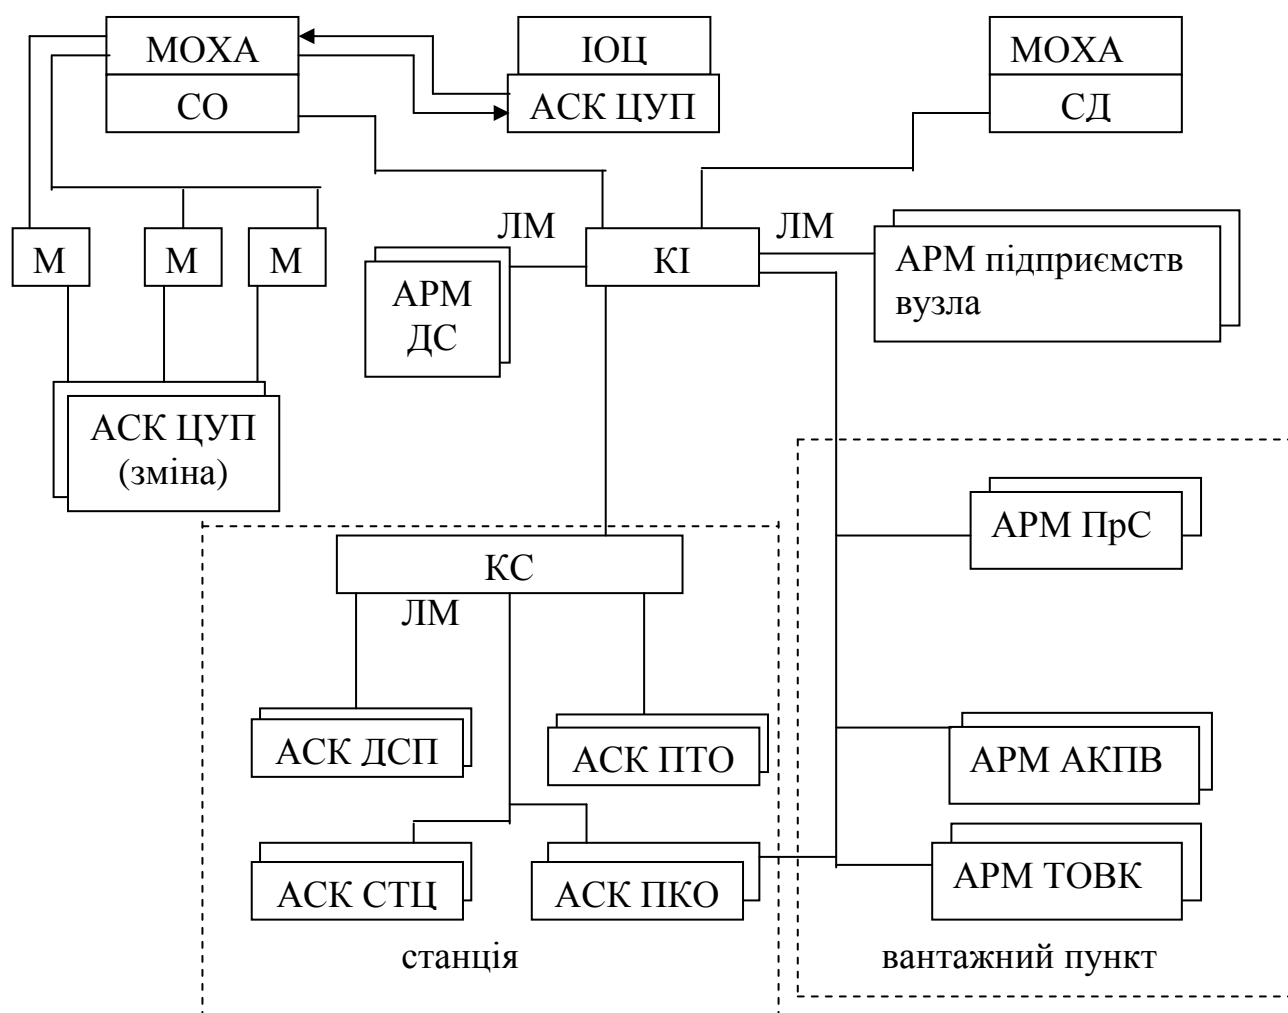 МОХА
ІОЦ
МОХА
СО
АСК ЦУП
СД
ЛМ
ЛМ
М
М
М
КІ
АРМ підприємств
вузла
АРМ
ДС
АСК ЦУП
(зміна)
АРМ ПрС
КС
ЛМ
АСК ДСП
АСК ПТО
АРМ АКПВ
АСК СТЦ
АСК ПКО
АРМ ТОВК
станція
вантажний пункт